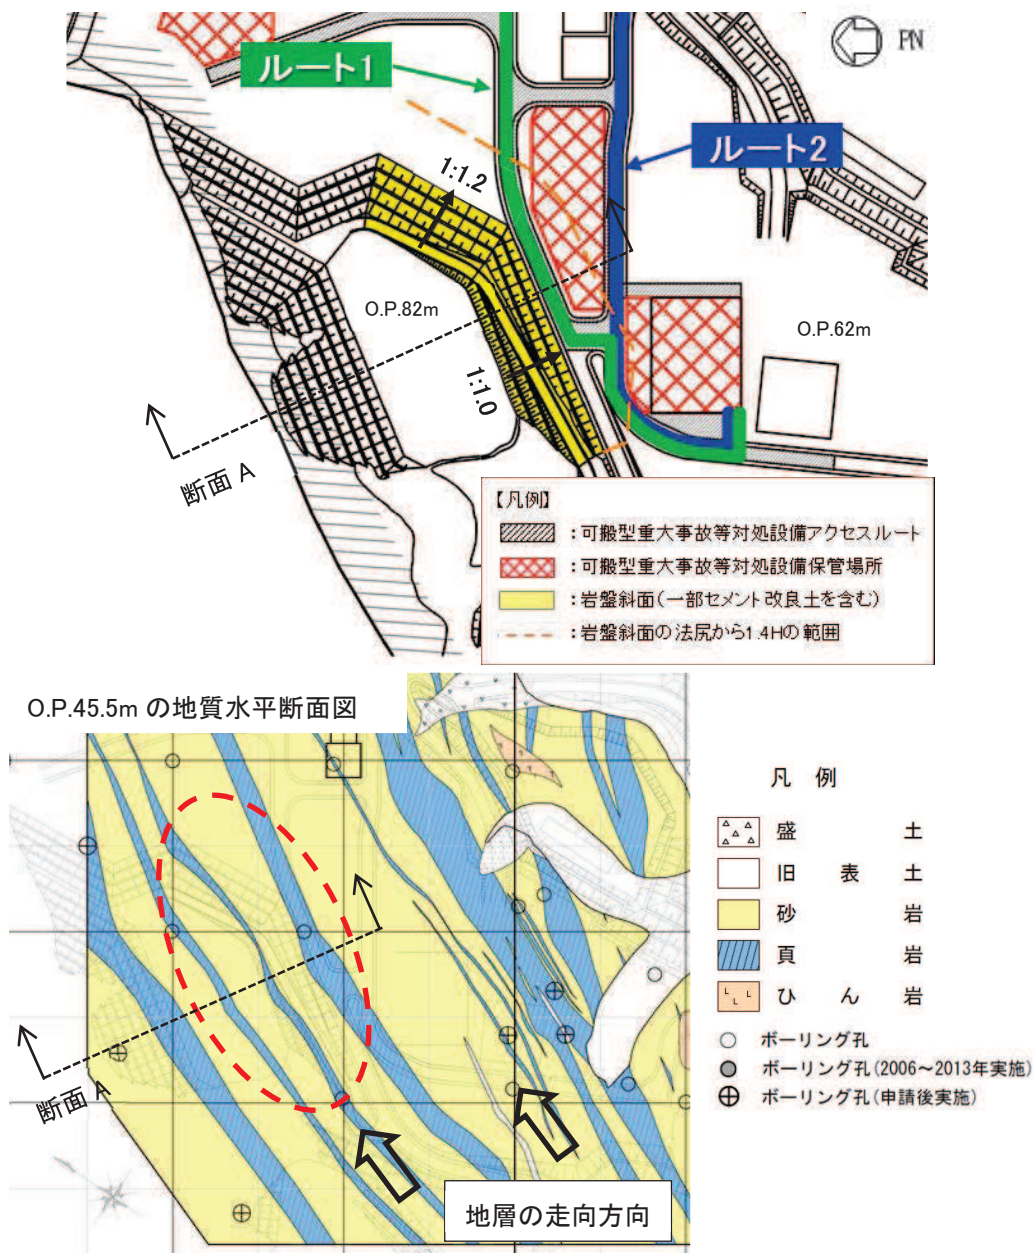 PN
ルート1
ルート2
1:1.2
O.P.82m
O.P.62m
1:1.0
断面 A
【凡例】
：可搬型重大事故等対処設備アクセスルート
：可搬型重大事故等対処設備保管場所
：岩盤斜面(一部セメント改良土を含む)
：岩盤斜面の法尻から1.4Hの範囲
O.P.45.5m の地質水平断面図
凡 例
盛 土
旧 表 土
砂 岩
頁 岩
ひ ん 岩
ボーリング孔
ボーリング孔(2006～2013年実施)
ボーリング孔(申請後実施)
断面 A
地層の走向方向